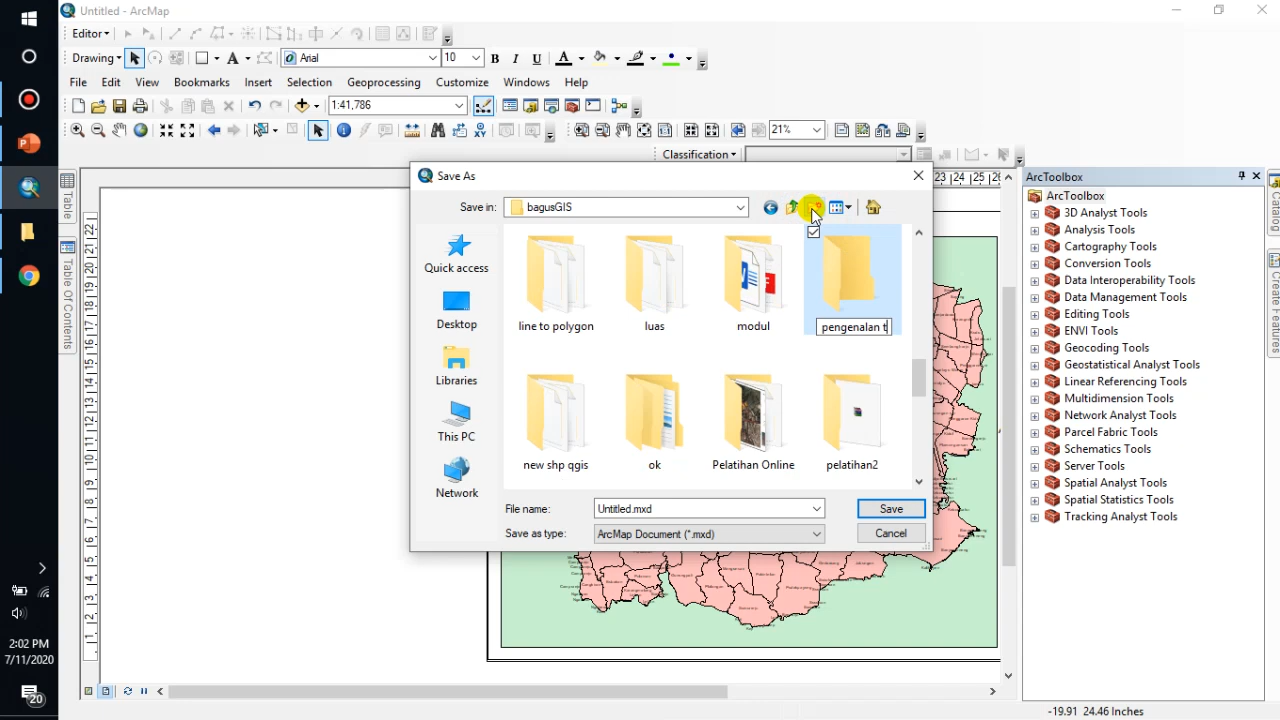 Untitled - ArcMap
Editor
Drawing A Arial 10 B I U A
File Edit View Bookmarks Insert Selection Geoprocessing Customize Windows Help
1:41,786
21%
Classification
Table
Table Of Contents
Save As
Save in: bagusGIS
Quick access
Desktop
Libraries
This PC
Network
line to polygon
luas
modul
pengenalan t
new shp qgis
ok
Pelatihan Online
pelatihan2
File name: Untitled.mxd Save
Save as type: ArcMap Document (*.mxd) Cancel
ArcToolbox
ArcToolbox
3D Analyst Tools
Analysis Tools
Cartography Tools
Conversion Tools
Data Interoperability Tools
Data Management Tools
Editing Tools
ENVI Tools
Geocoding Tools
Geostatistical Analyst Tools
Linear Referencing Tools
Multidimension Tools
Network Analyst Tools
Parcel Fabric Tools
Schematics Tools
Server Tools
Spatial Analyst Tools
Spatial Statistics Tools
Tracking Analyst Tools
Catalog
Create Features
2:02 PM
7/11/2020
20
-19.91 24.46 Inches